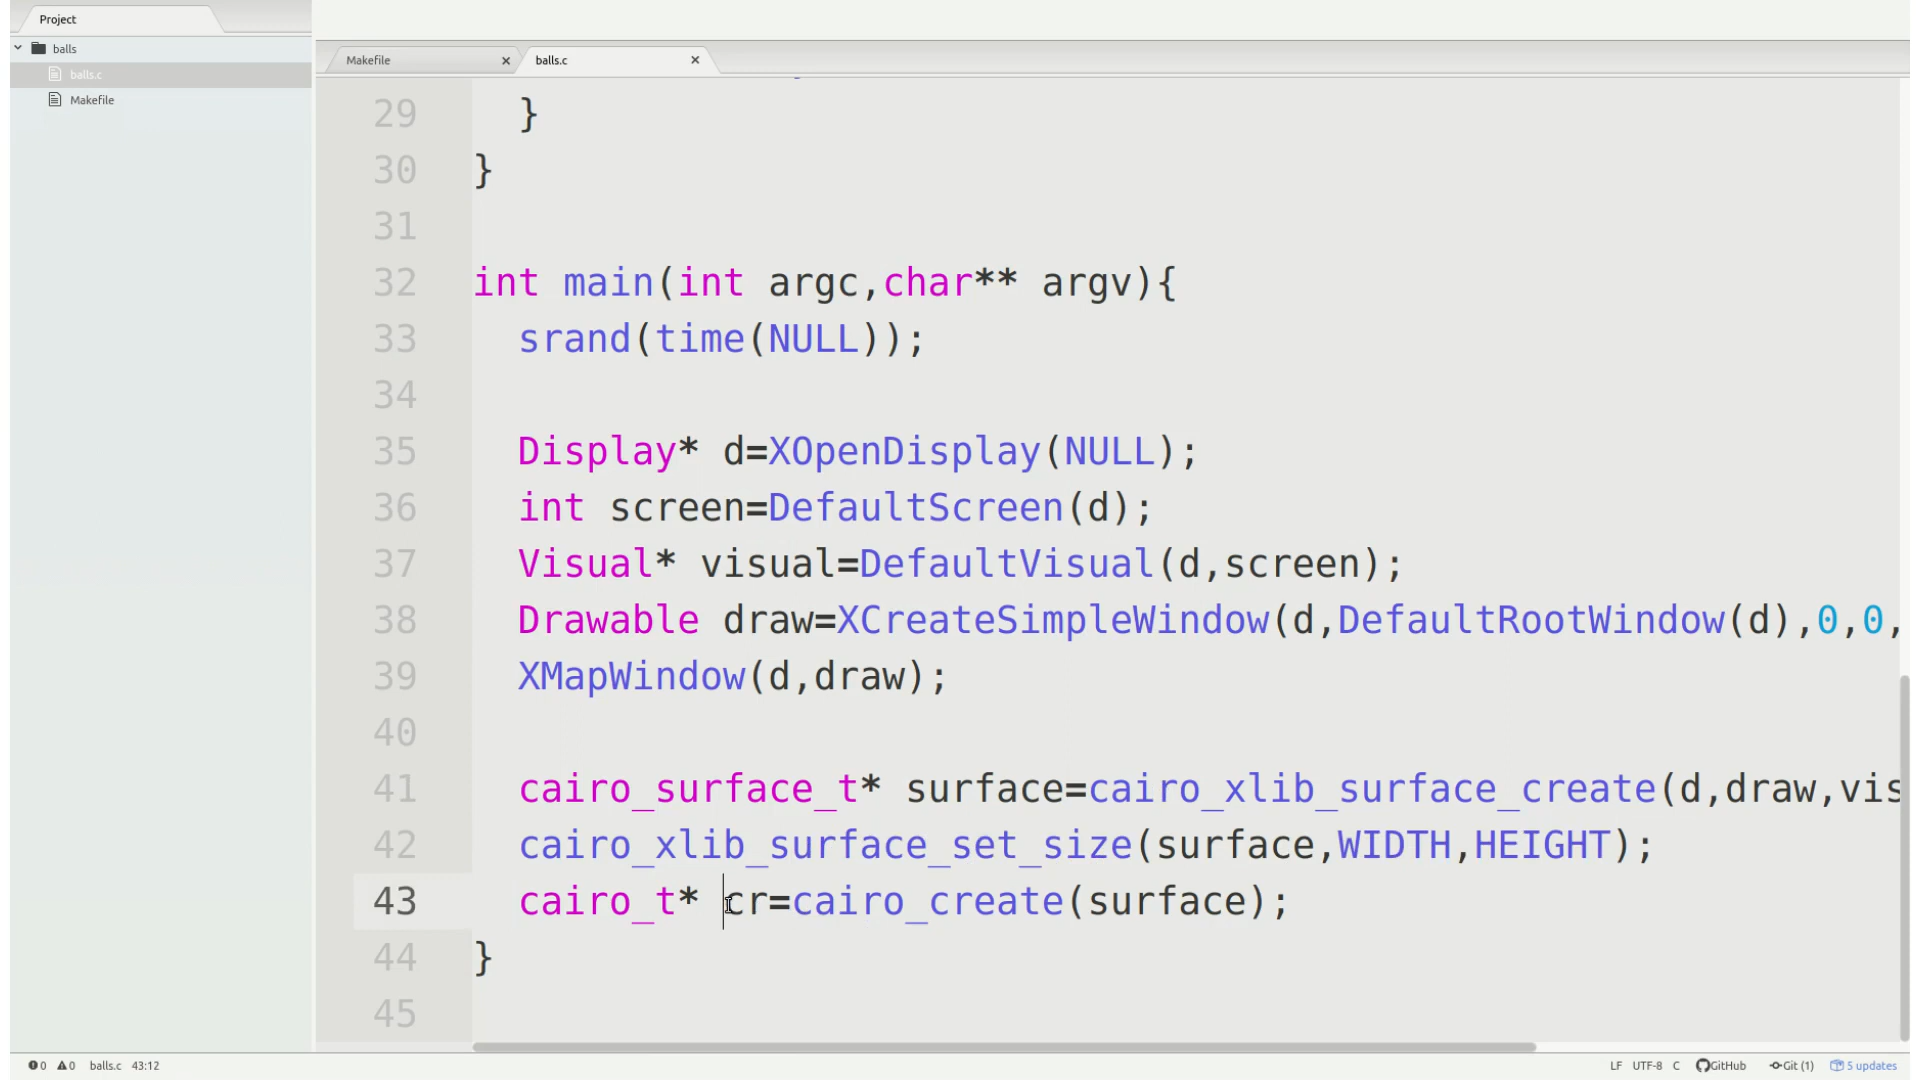 Project
balls
balls.c
Makefile
Makefile
balls.c
29 }
30 }
31
32 int main(int argc,char** argv){
33 srand(time(NULL));
34
35 Display* d=XOpenDisplay(NULL);
36 int screen=DefaultScreen(d);
37 Visual* visual=DefaultVisual(d,screen);
38 Drawable draw=XCreateSimpleWindow(d,DefaultRootWindow(d),0,0,
39 XMapWindow(d,draw);
40
41 cairo_surface_t* surface=cairo_xlib_surface_create(d,draw,vis
42 cairo_xlib_surface_set_size(surface,WIDTH,HEIGHT);
43 cairo_t* cr=cairo_create(surface);
44 }
45
0 0 balls.c 43:12 LF UTF-8 C GitHub Git (1) 5 updates